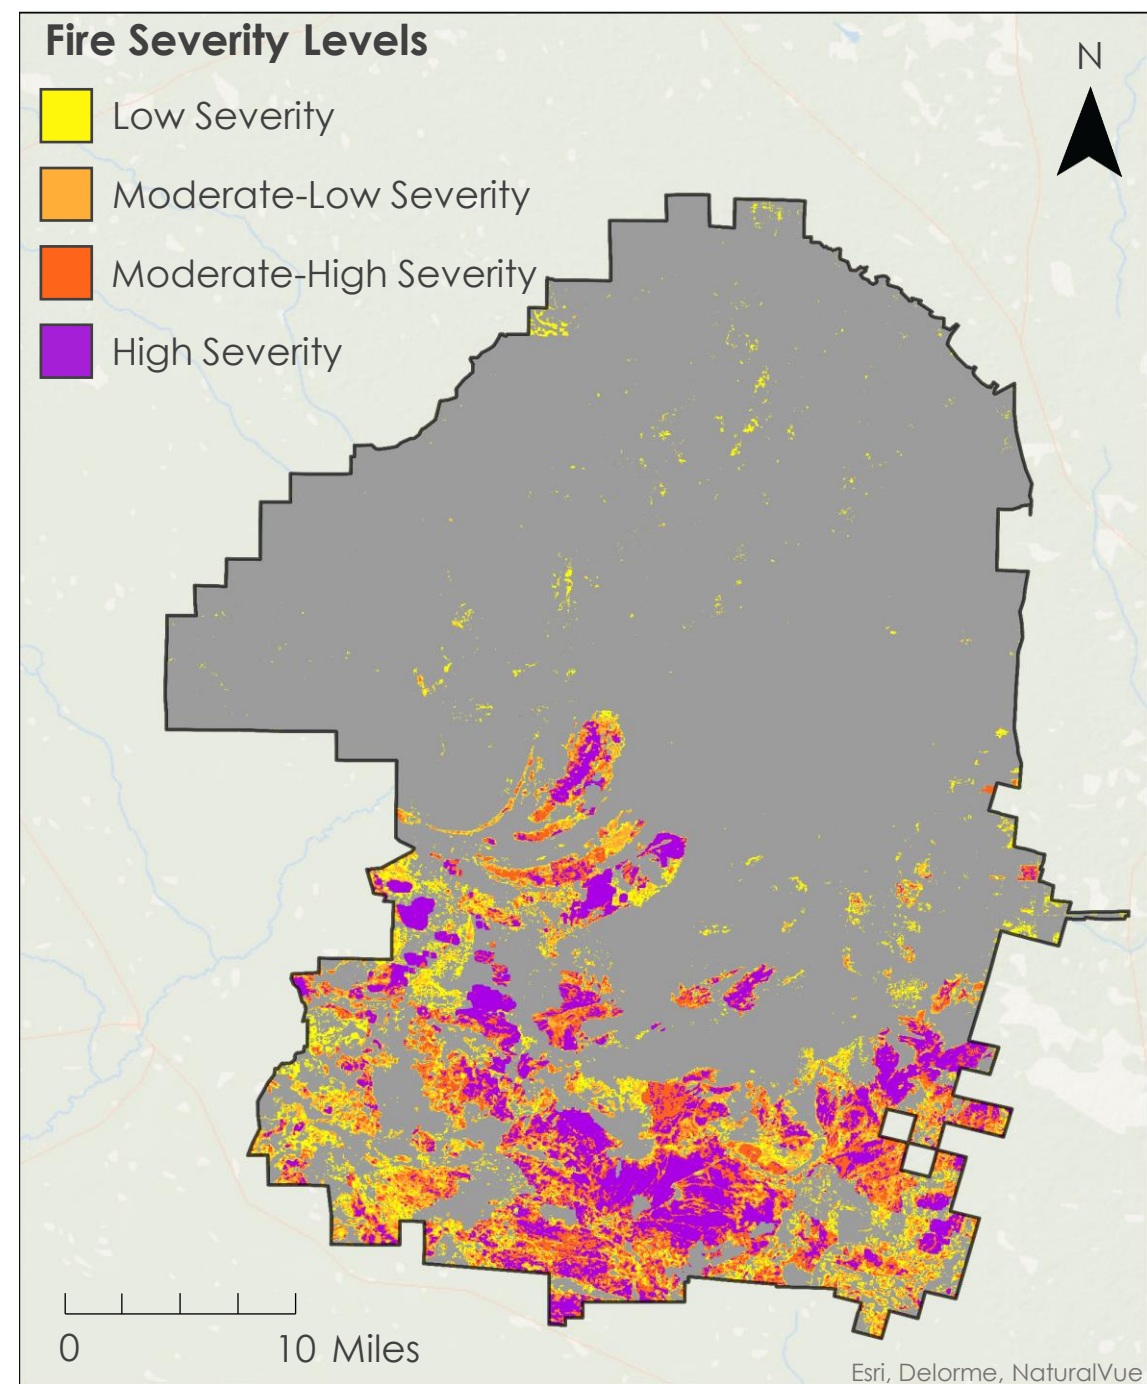 Fire Severity Levels
N
Low Severity
Moderate-Low Severity
Moderate-High Severity
High Severity
0 10 Miles
Esri, Delorme, NaturalVue